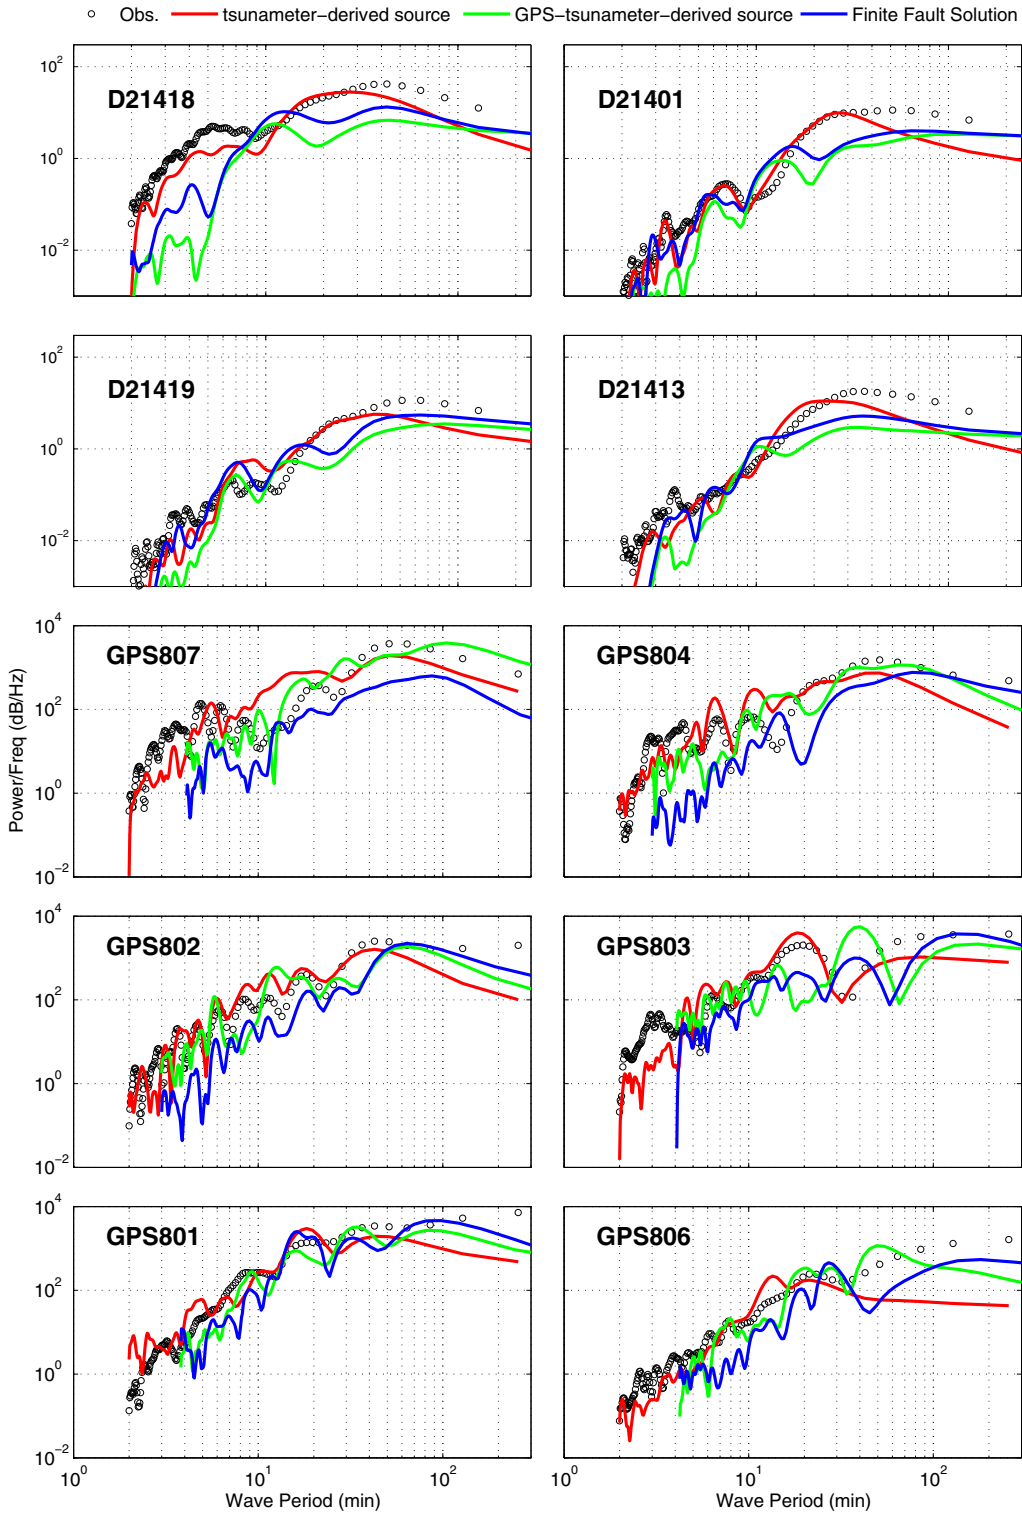 Obs. tsunameter−derived source GPS−tsunameter−derived source Finite Fault Solution
10^2
10^0
10^−2
D21418
D21401
10^2
10^0
10^−2
D21419
D21413
10^4
10^2
10^0
10^−2
GPS807
GPS804
Power/Freq (dB/Hz)
10^4
10^2
10^0
10^−2
GPS802
GPS803
10^4
10^2
10^0
10^−2
GPS801
GPS806
10^0 10^1 10^2 10^0 10^1 10^2
Wave Period (min) Wave Period (min)